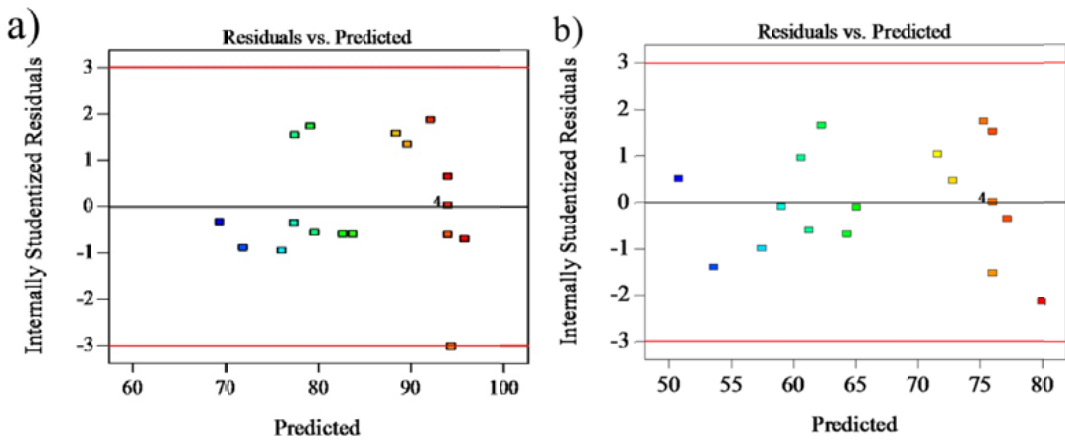 a)
Residuals vs. Predicted
Internally Studentized Residuals
3
2
1
0
-1
-2
-3
4
60 70 80 90 100
Predicted
b)
Residuals vs. Predicted
Internally Studentized Residuals
3
2
1
0
-1
-2
-3
4
50 55 60 65 70 75 80
Predicted